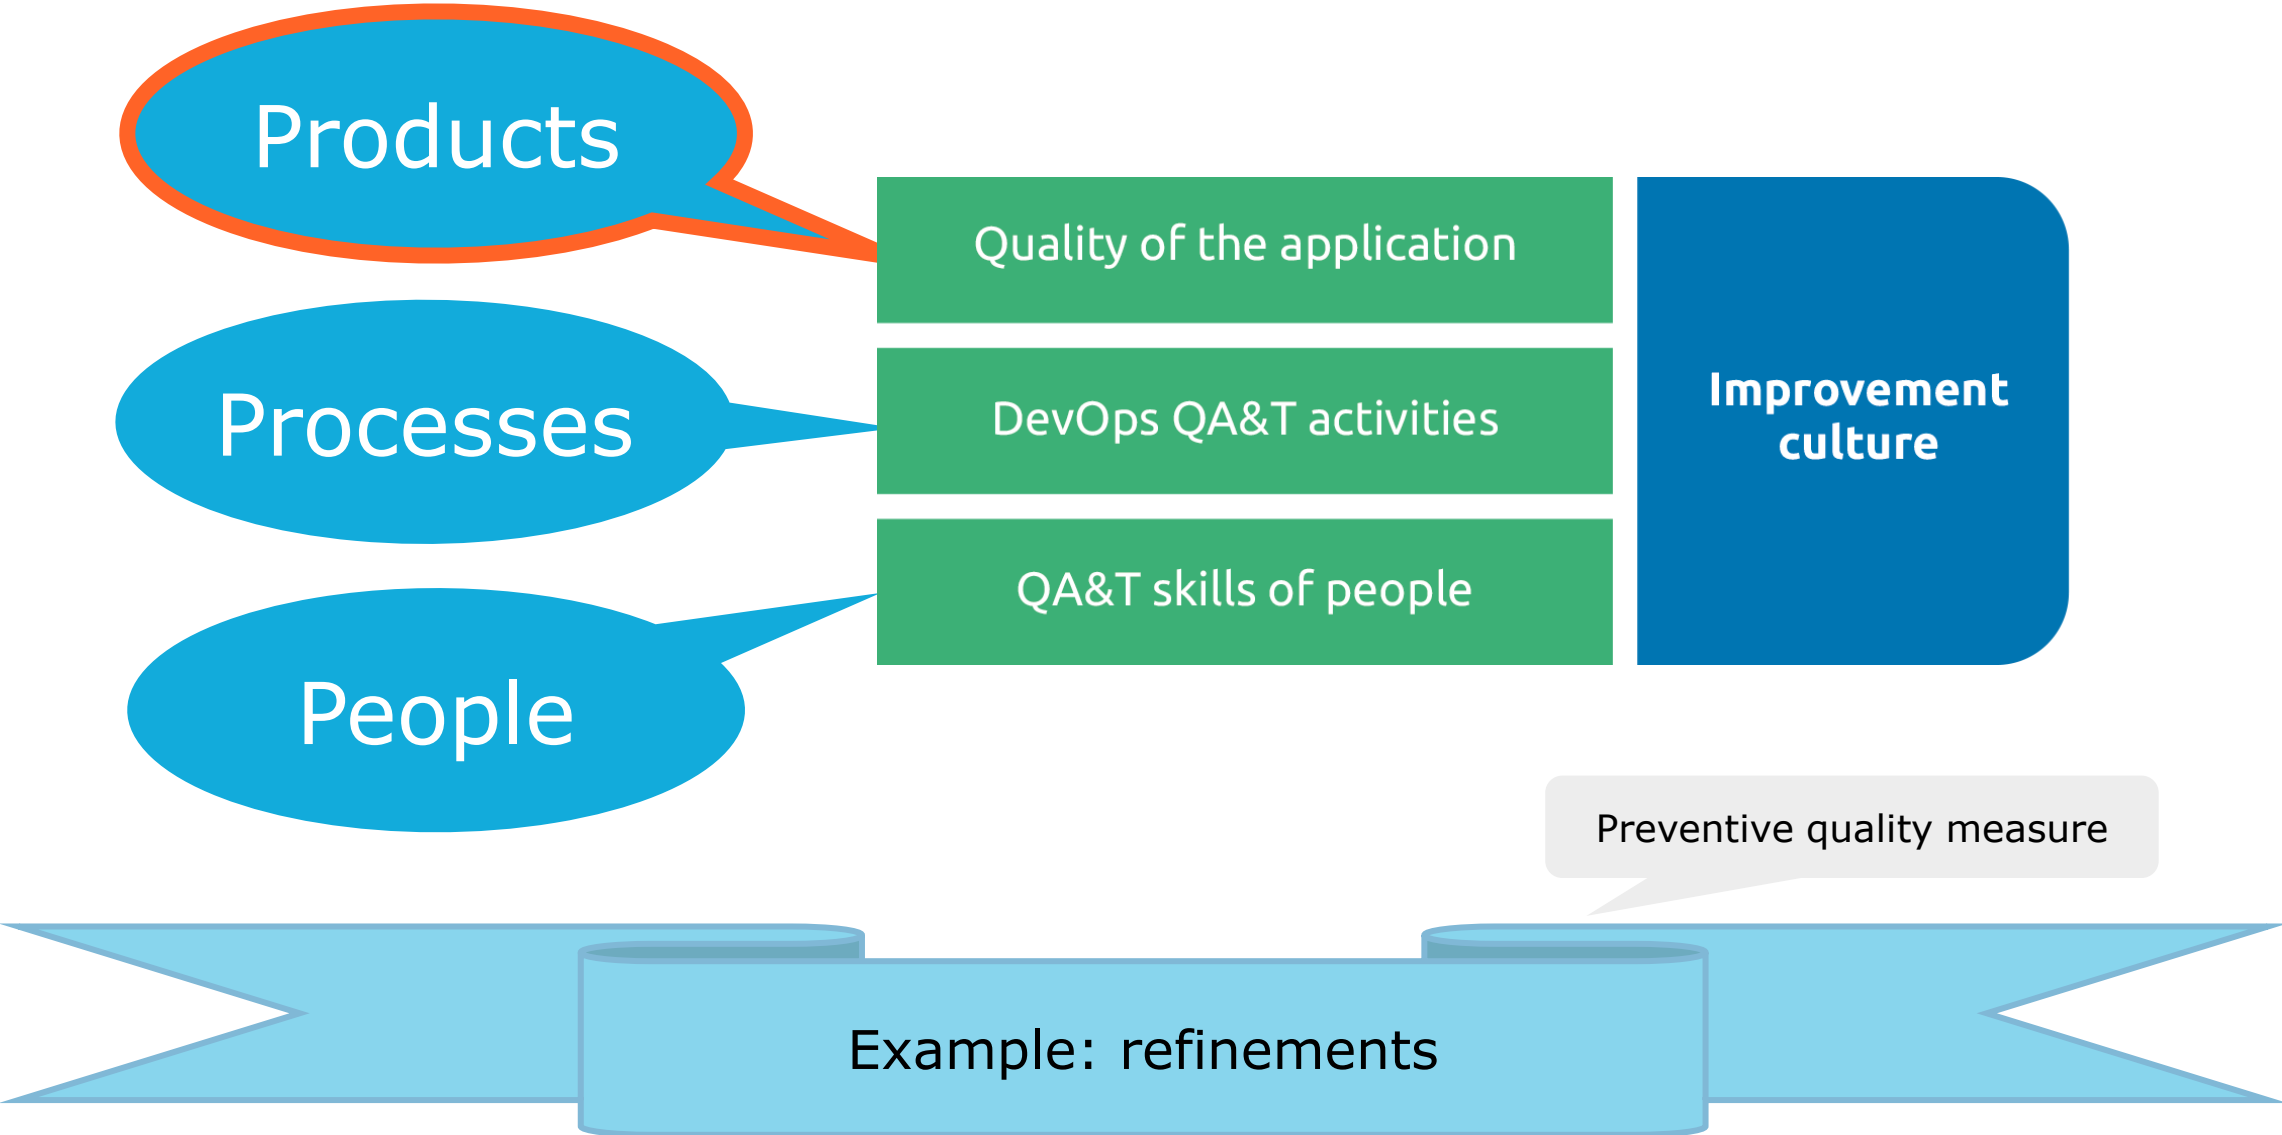 Products
Quality of the application
Processes
DevOps QA&T activities
Improvement
culture
People
QA&T skills of people
Preventive quality measure
Example: refinements